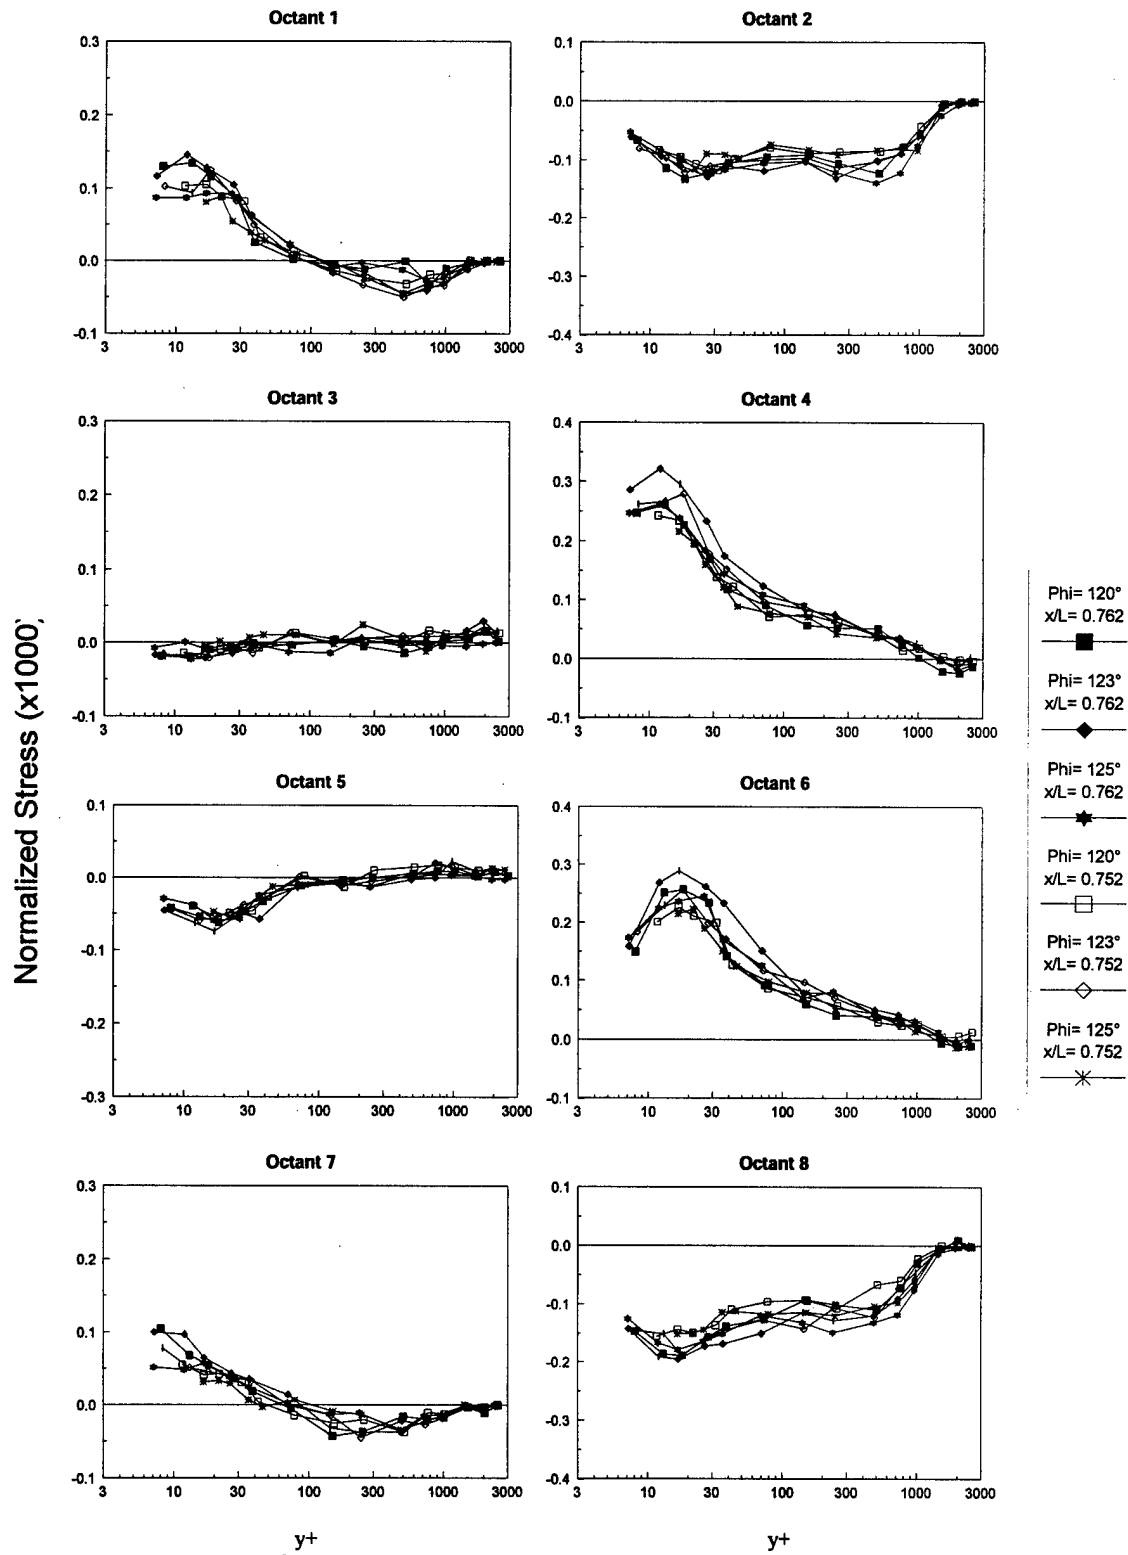 Octant 1
0.3
0.2
0.1
0.0
-0.1
3 10 30 100 300 1000 3000
Octant 2
0.1
0.0
-0.1
-0.2
-0.3
-0.4
3 10 30 100 300 1000 3000
Octant 3
0.3
0.2
0.1
0.0
-0.1
3 10 30 100 300 1000 3000
Octant 4
0.4
0.3
0.2
0.1
0.0
-0.1
3 10 30 100 300 1000 3000
Normalized Stress (x1000)
Octant 5
0.1
0.0
-0.1
-0.2
-0.3
3 10 30 100 300 1000 3000
Octant 6
0.4
0.3
0.2
0.1
0.0
-0.1
3 10 30 100 300 1000 3000
Octant 7
0.3
0.2
0.1
0.0
-0.1
3 10 30 100 300 1000 3000
y+
Octant 8
0.1
0.0
-0.1
-0.2
-0.3
-0.4
3 10 30 100 300 1000 3000
y+
Phi= 120°
x/L= 0.762
Phi= 123°
x/L= 0.762
Phi= 125°
x/L= 0.762
Phi= 120°
x/L= 0.752
Phi= 123°
x/L= 0.752
Phi= 125°
x/L= 0.752